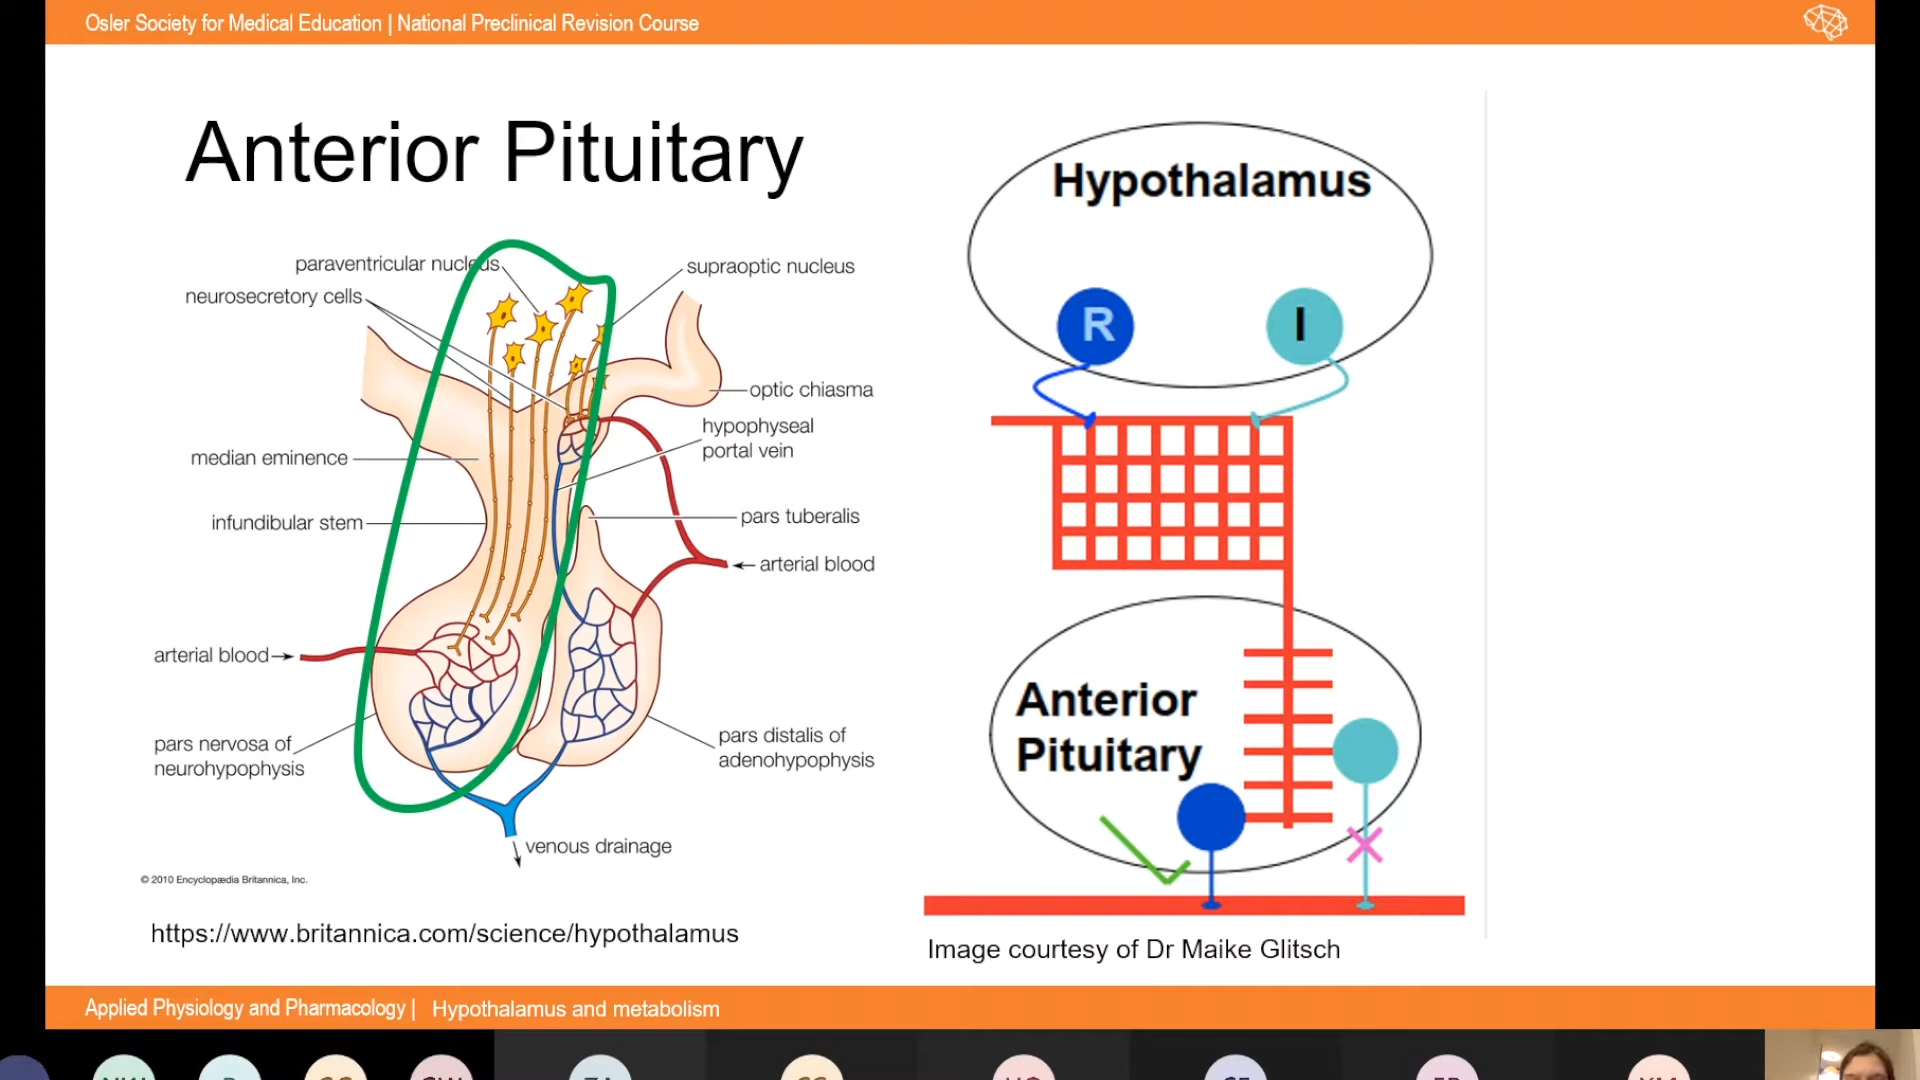 Osler Society for Medical Education | National Preclinical Revision Course
Anterior Pituitary
paraventricular nucleus
neurosecretory cells
supraoptic nucleus
optic chiasma
hypophyseal
portal vein
median eminence
infundibular stem
pars tuberalis
arterial blood
arterial blood
pars nervosa of
neurohypophysis
pars distalis of
adenohypophysis
venous drainage
© 2010 Encyclopædia Britannica, Inc.
https://www.britannica.com/science/hypothalamus
Hypothalamus
R
I
Anterior
Pituitary
Image courtesy of Dr Maike Glitsch
Applied Physiology and Pharmacology | Hypothalamus and metabolism